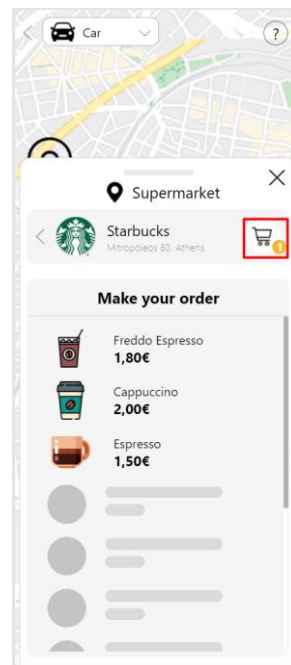 Car
?
Supermarket
Starbucks
Mitropoleos 80, Athens
1
Make your order
Freddo Espresso
1,80€
Cappuccino
2,00€
Espresso
1,50€